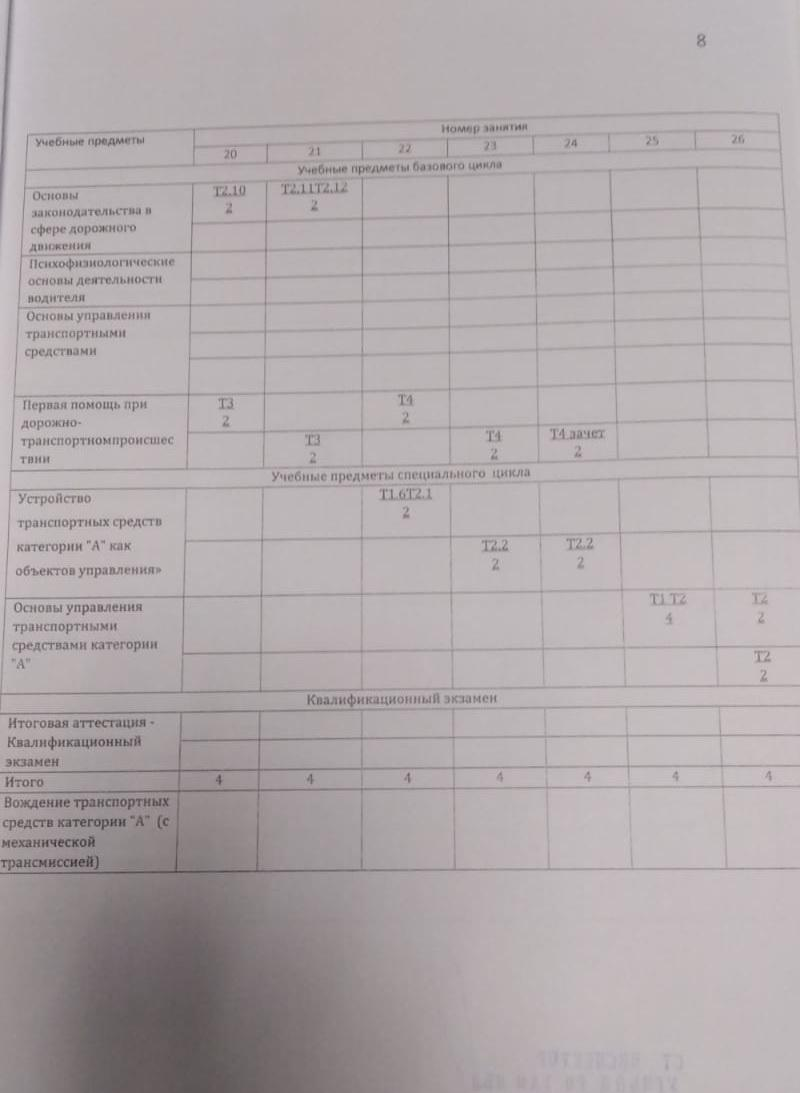 8
Учебные предметы
Номер занятия
20 21 22 23 24 25 26
Учебные предметы базового цикла
Основы Т2.10 Т2.11Т2.12
законодательства в 2 2
сфере дорожного
движения
Психофизиологические
основы деятельности
водителя
Основы управления
транспортными
средствами
Первая помощь при Т3 Т4
дорожно- 2 2
транспортномпроисшес Т3 Т4 Т4 зачет
твии 2 2 2
Учебные предметы специального цикла
Устройство Т1.6Т2.1
транспортных средств 2
категории "А" как Т2.2 Т2.2
объектов управления» 2 2
Основы управления Т1 Т2 Т2
транспортными 4 2
средствами категории
"А" Т2
2
Квалификационный экзамен
Итоговая аттестация -
Квалификационный
экзамен
Итого 4 4 4 4 4 4 4
Вождение транспортных
средств категории "А" (с
механической
трансмиссией)